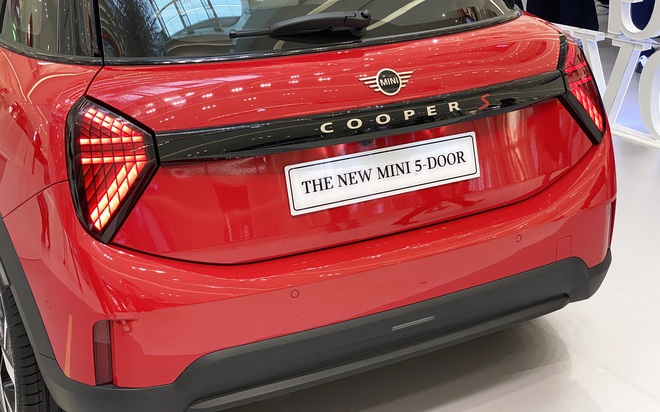 MINI
COOPER S
THE NEW MINI 5-DOOR